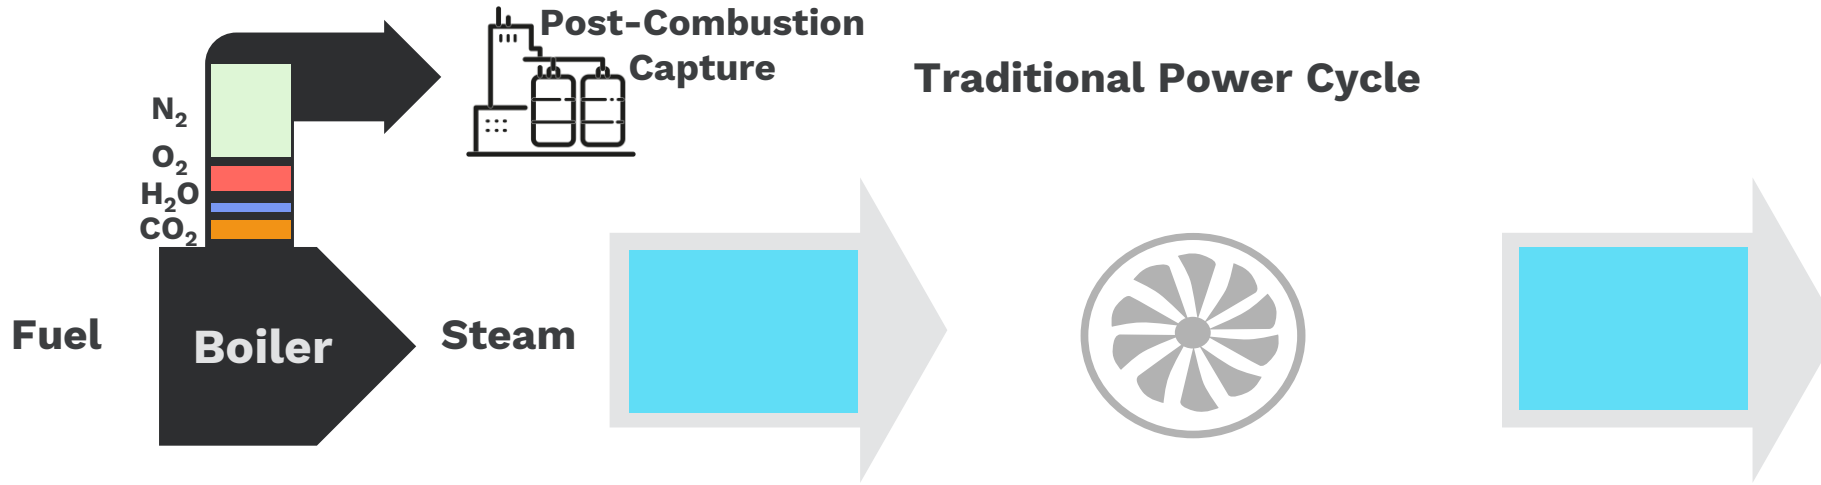 Post-Combustion
Capture
Traditional Power Cycle
N₂
O₂
H₂O
CO₂
Fuel
Boiler
Steam